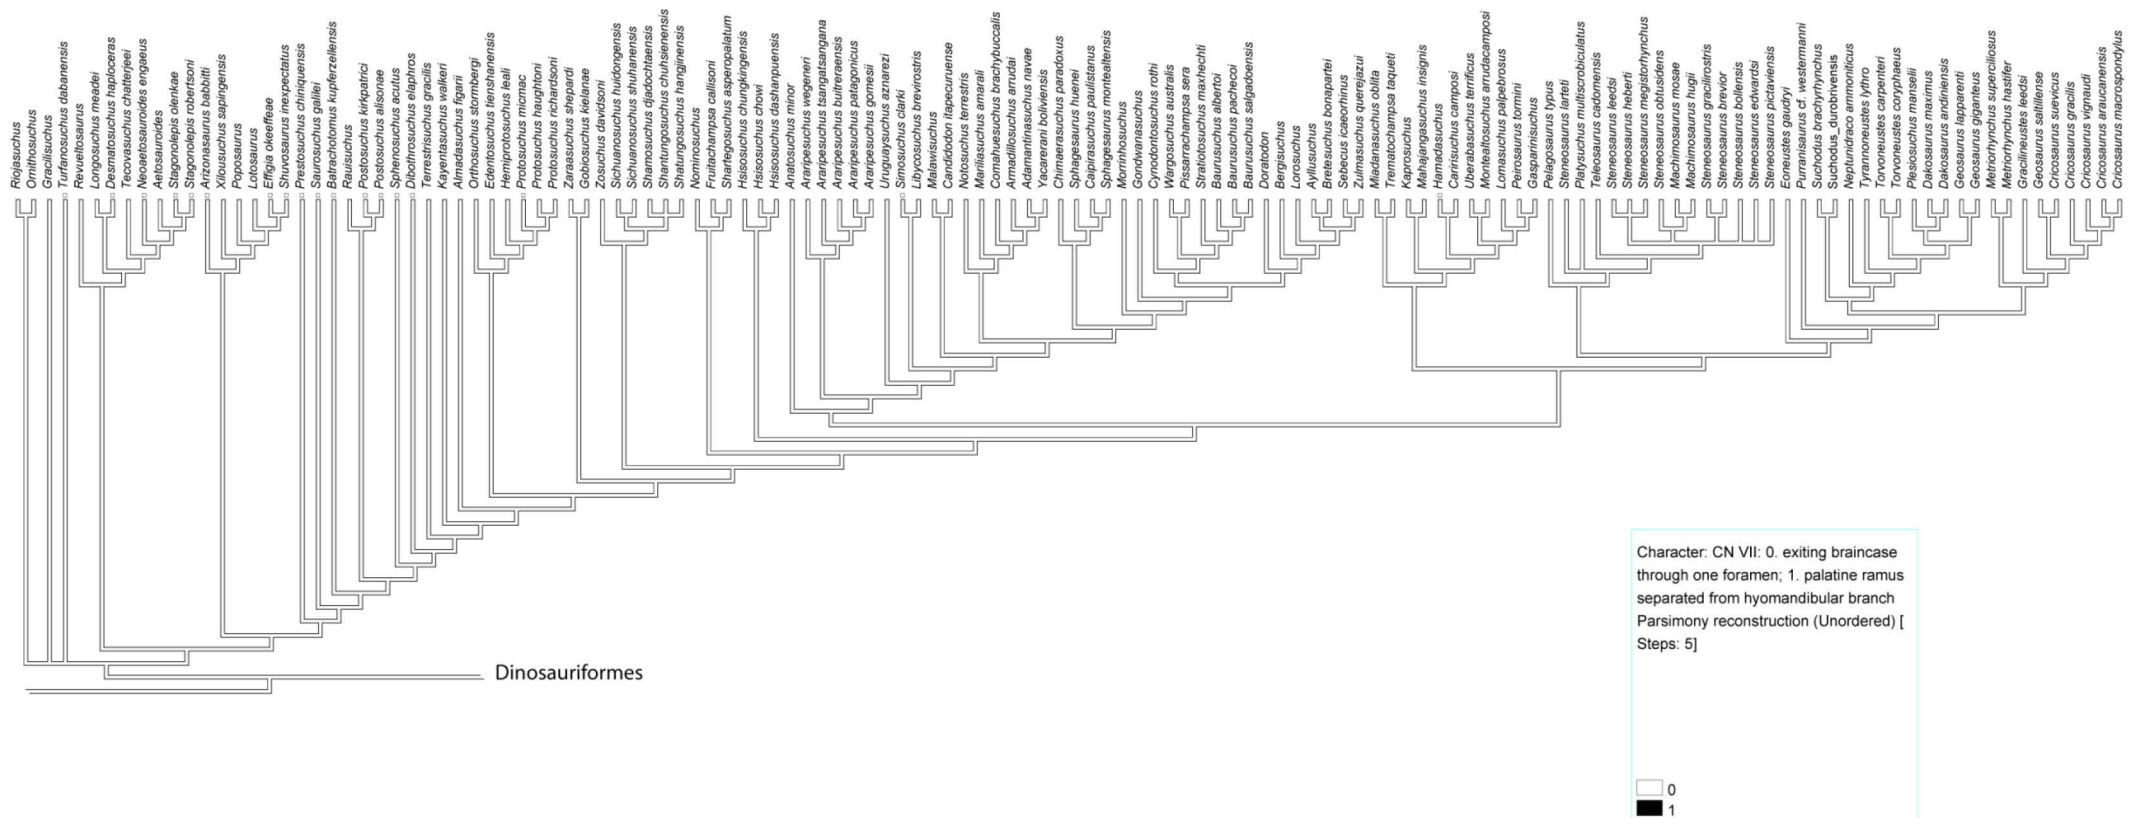 Riojasuchus
Ornithosuchus
Gracilisuchus
Turfanosuchus dabanensis
Revueltosaurus
Longosuchus meadei
Desmatosuchus haploceras
Tecovasuchus chatterjeei
Neoaetosauroides engaeus
Aetosauroides
Stagonolepis olenkae
Stagonolepis robertsoni
Arizonasaurus babbitti
Xilousuchus sapingensis
Poposaurus
Lotosaurus
Effigia okeeffeae
Shuvosaurus inexpectatus
Prestosuchus chiniquensis
Saurosuchus galilei
Batrachotomus kupferzellensis
Rauisuchus
Postosuchus kirkpatrici
Postosuchus alisonae
Sphenosuchus acutus
Dibothrosuchus elaphros
Terrestrisuchus gracilis
Kayentasuchus walkeri
Almadasuchus figarii
Orthosuchus stormbergi
Edentosuchus tienshanensis
Hemiprotosuchus leali
Protosuchus micmac
Protosuchus haughtoni
Protosuchus richardsoni
Zaraasuchus shepardi
Gobiosuchus kielanae
Zosuchus davidsoni
Sichuanosuchus huidongensis
Sichuanosuchus shuhanensis
Shamosuchus djadochtaensis
Shantungosuchus chuhsienensis
Shatungosuchus hangjinensis
Nominosuchus
Fruitachampsa callisoni
Shartegosuchus asperopalatum
Hsisosuchus chungkingensis
Hsisosuchus chowi
Hsisosuchus dashanpuensis
Anatosuchus minor
Araripesuchus wegeneri
Araripesuchus tsangatsangana
Araripesuchus buitreraensis
Araripesuchus patagonicus
Araripesuchus gomesii
Uruguaysuchus aznarezi
Simosuchus clarki
Libycosuchus brevirostris
Malawisuchus
Candidodon itapecuruense
Notosuchus terrestris
Mariliasuchus amarali
Comahuesuchus brachybuccalis
Armadillosuchus arrudai
Adamantinasuchus navae
Yacarerani boliviensis
Chimaerasuchus paradoxus
Sphagesaurus huenei
Caipirasuchus paulistanus
Sphagesaurus montealtensis
Morrinhosuchus
Gondwanasuchus
Cynodontosuchus rothi
Wargosuchus australis
Pissarrachampsa sera
Stratiotosuchus maxhechti
Baurusuchus albertoi
Baurusuchus pachecoi
Baurusuchus salgadoensis
Doratodon
Bergisuchus
Lorosuchus
Ayllusuchus
Bretesuchus bonapartei
Sebecus icaeorhinus
Zulmasuchus querejazui
Miadanasuchus oblita
Trematochampsa taqueti
Kaprosuchus
Mahajangasuchus insignis
Hamadasuchus
Caririsuchus camposi
Uberabasuchus terrificus
Montealtosuchus arrudacamposi
Lomasuchus palpebrosus
Peirosaurus tormini
Gasparinisuchus
Pelagosaurus typus
Steneosaurus larteti
Platysuchus multiscrobiculatus
Teleosaurus cadomensis
Steneosaurus leedsi
Steneosaurus heberti
Steneosaurus megistorhynchus
Steneosaurus obtusidens
Machimosaurus mosae
Machimosaurus hugii
Steneosaurus gracilirostris
Steneosaurus brevior
Steneosaurus bollensis
Steneosaurus edwardsi
Steneosaurus pictaviensis
Eoneustes gaudryi
Purranisaurus cf. westermanni
Suchodus brachyrhynchus
Suchodus_durobrivensis
Neptunidraco ammoniticus
Tyrannoneustes lythro
Torvoneustes carpenteri
Torvoneustes coryphaeus
Plesiosuchus manselii
Dakosaurus maximus
Dakosaurus andiniensis
Geosaurus lapparenti
Geosaurus giganteus
Metriorhynchus superciliosus
Metriorhynchus hastifer
Gracilineustes leedsi
Geosaurus saltillense
Cricosaurus suevicus
Cricosaurus gracilis
Cricosaurus vignaudi
Cricosaurus araucanensis
Cricosaurus macrospondylus
Dinosauriformes
Character: CN VII: 0. exiting braincase
through one foramen; 1. palatine ramus
separated from hyomandibular branch
Parsimony reconstruction (Unordered) [
Steps: 5]
0
1